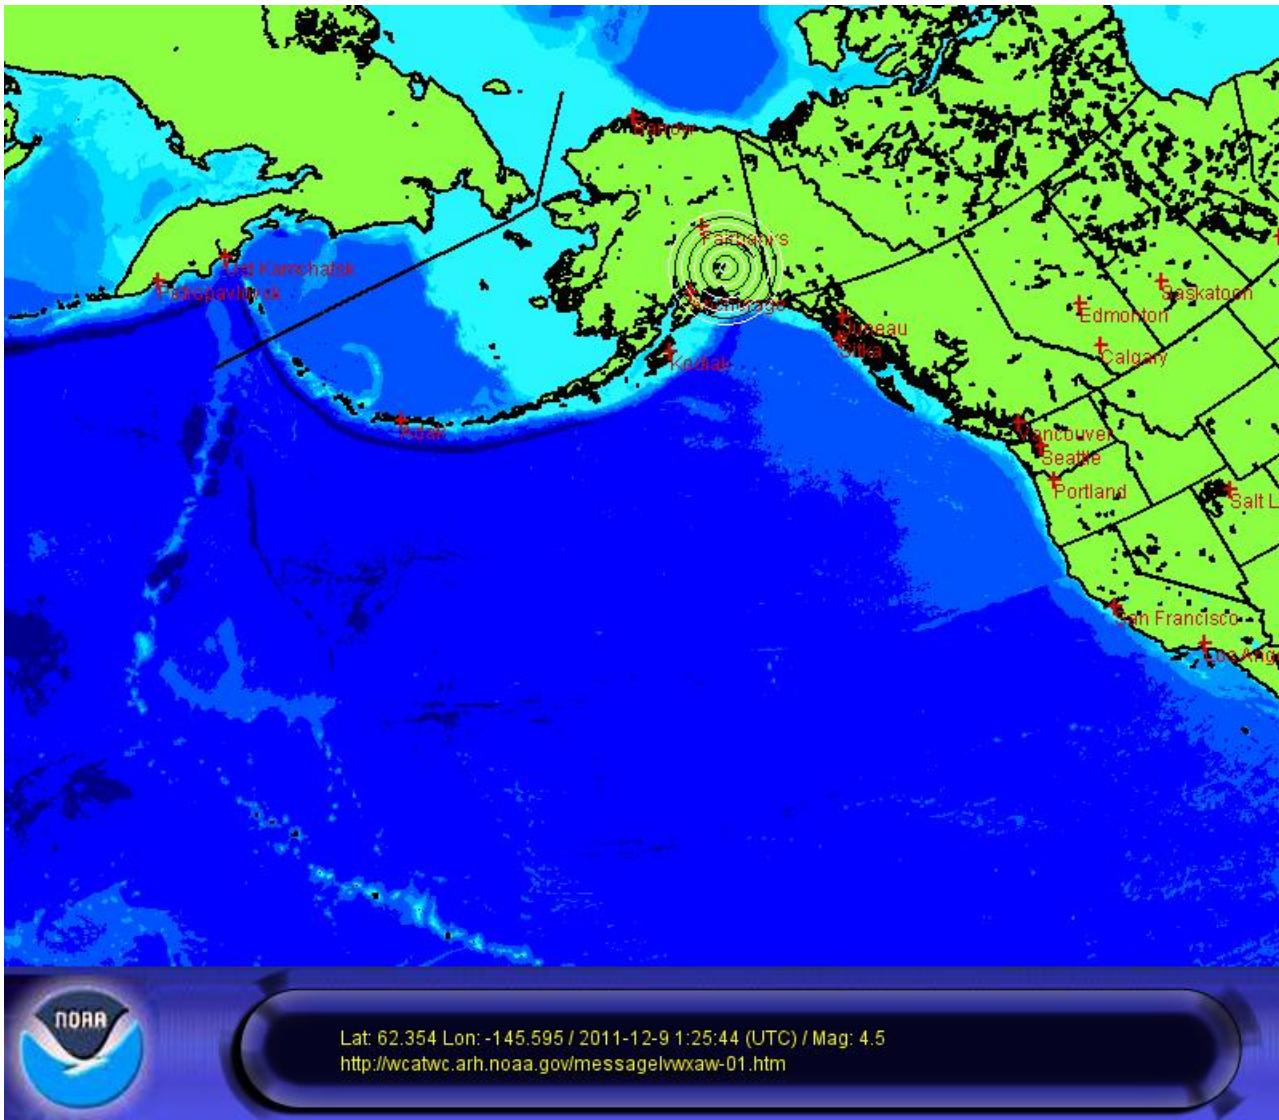 Barrow
Fairbanks
Ust Kamchatsk
Petropavlovsk
Anchorage
Saskatoon
Edmonton
Juneau
Sitka
Calgary
Kodiak
Adak
Vancouver
Seattle
Portland
Salt L
San Francisco
Los Ang
NOAA
Lat: 62.354 Lon: -145.595 / 2011-12-9 1:25:44 (UTC) / Mag: 4.5
http://wcatwc.arh.noaa.gov/messagelvwxaw-01.htm